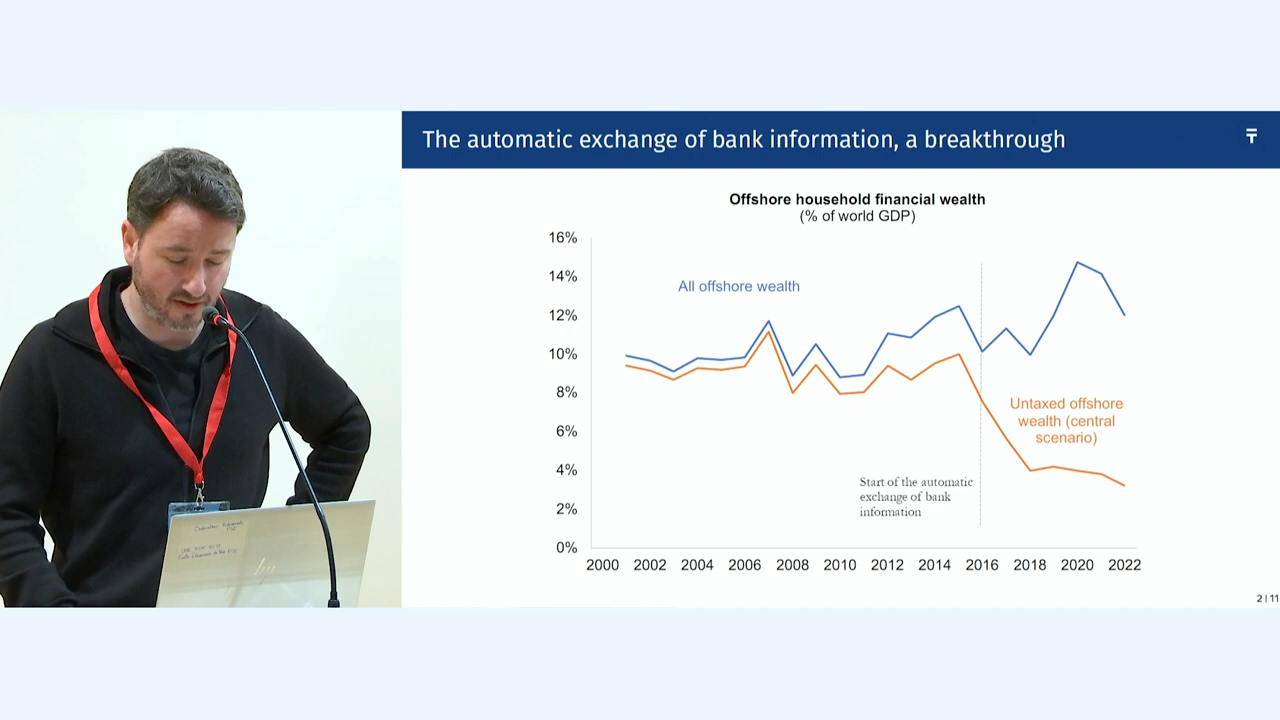 The automatic exchange of bank information, a breakthrough
Offshore household financial wealth
(% of world GDP)
16%
14%
12%
10%
8%
6%
4%
2%
0%
All offshore wealth
Untaxed offshore
wealth (central
scenario)
Start of the automatic
exchange of bank
information
2000 2002 2004 2006 2008 2010 2012 2014 2016 2018 2020 2022
2 | 11
hp